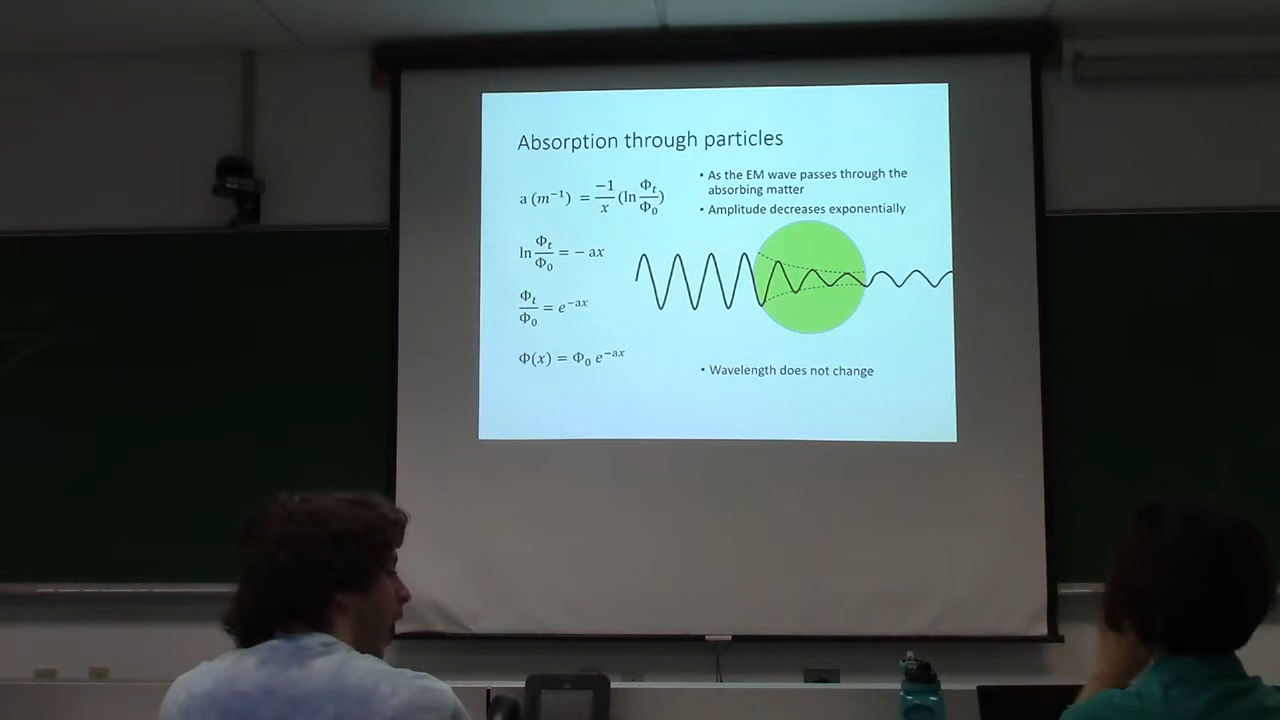 Absorption through particles
a (m⁻¹) = −1/x (ln Φₜ/Φ₀)
ln Φₜ/Φ₀ = − ax
Φₜ/Φ₀ = e^−ax
Φ(x) = Φ₀ e^−ax
• As the EM wave passes through the
absorbing matter
• Amplitude decreases exponentially
• Wavelength does not change